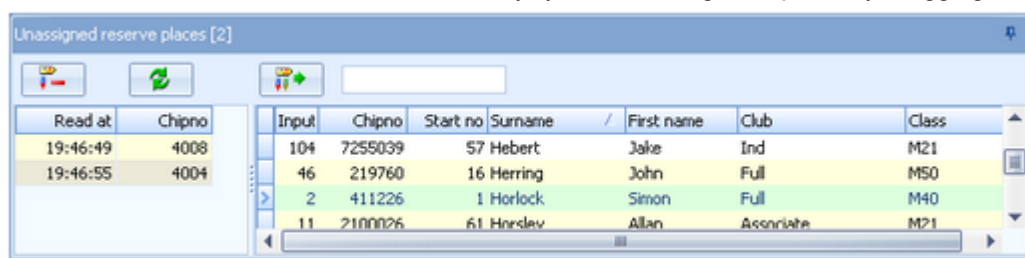 Unassigned reserve places [2]
Read at Chipno
19:46:49 4008
19:46:55 4004
Input Chipno Start no Surname / First name Club Class
104 7255039 57 Hebert Jake Ind M21
46 219760 16 Herring John Full M50
2 411226 1 Horlock Simon Full M40
11 2100026 61 Horsley Allan Associate M21